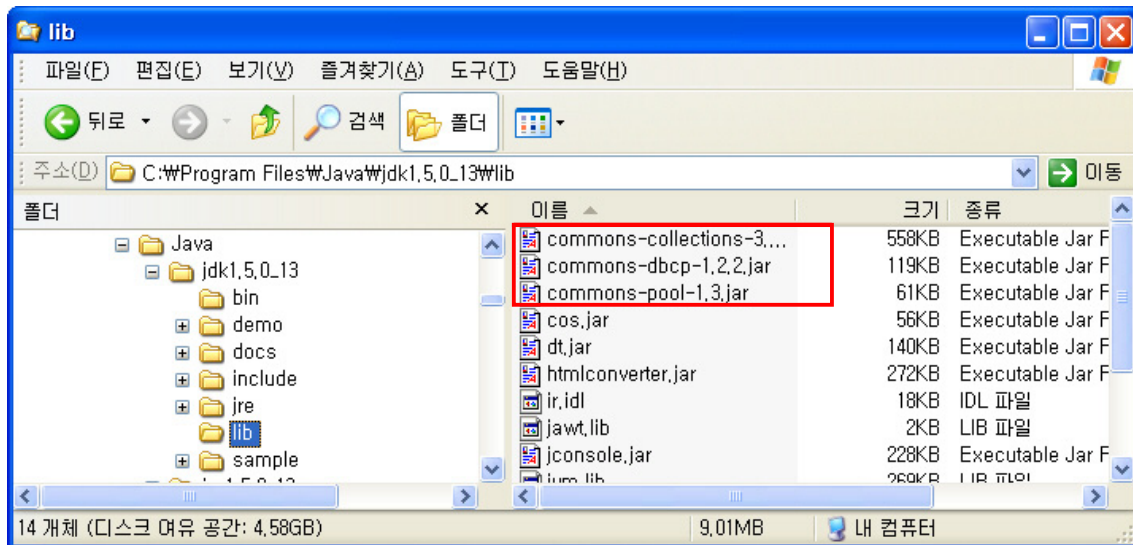 lib
파일(F) 편집(E) 보기(V) 즐겨찾기(A) 도구(T) 도움말(H)
뒤로 검색 폴더
주소(D) C:₩Program Files₩Java₩jdk1.5.0_13₩lib 이동
폴더 × 이름 크기 종류
Java
jdk1.5.0_13
bin
demo
docs
include
jre
lib
sample
commons-collections-3,... 558KB Executable Jar F
commons-dbcp-1.2.2.jar 119KB Executable Jar F
commons-pool-1.3.jar 61KB Executable Jar F
cos.jar 56KB Executable Jar F
dt.jar 140KB Executable Jar F
htmlconverter.jar 272KB Executable Jar F
ir.idl 18KB IDL 파일
jawt.lib 2KB LIB 파일
jconsole.jar 228KB Executable Jar F
14 개체 (디스크 여유 공간: 4.58GB) 9.01MB 내 컴퓨터